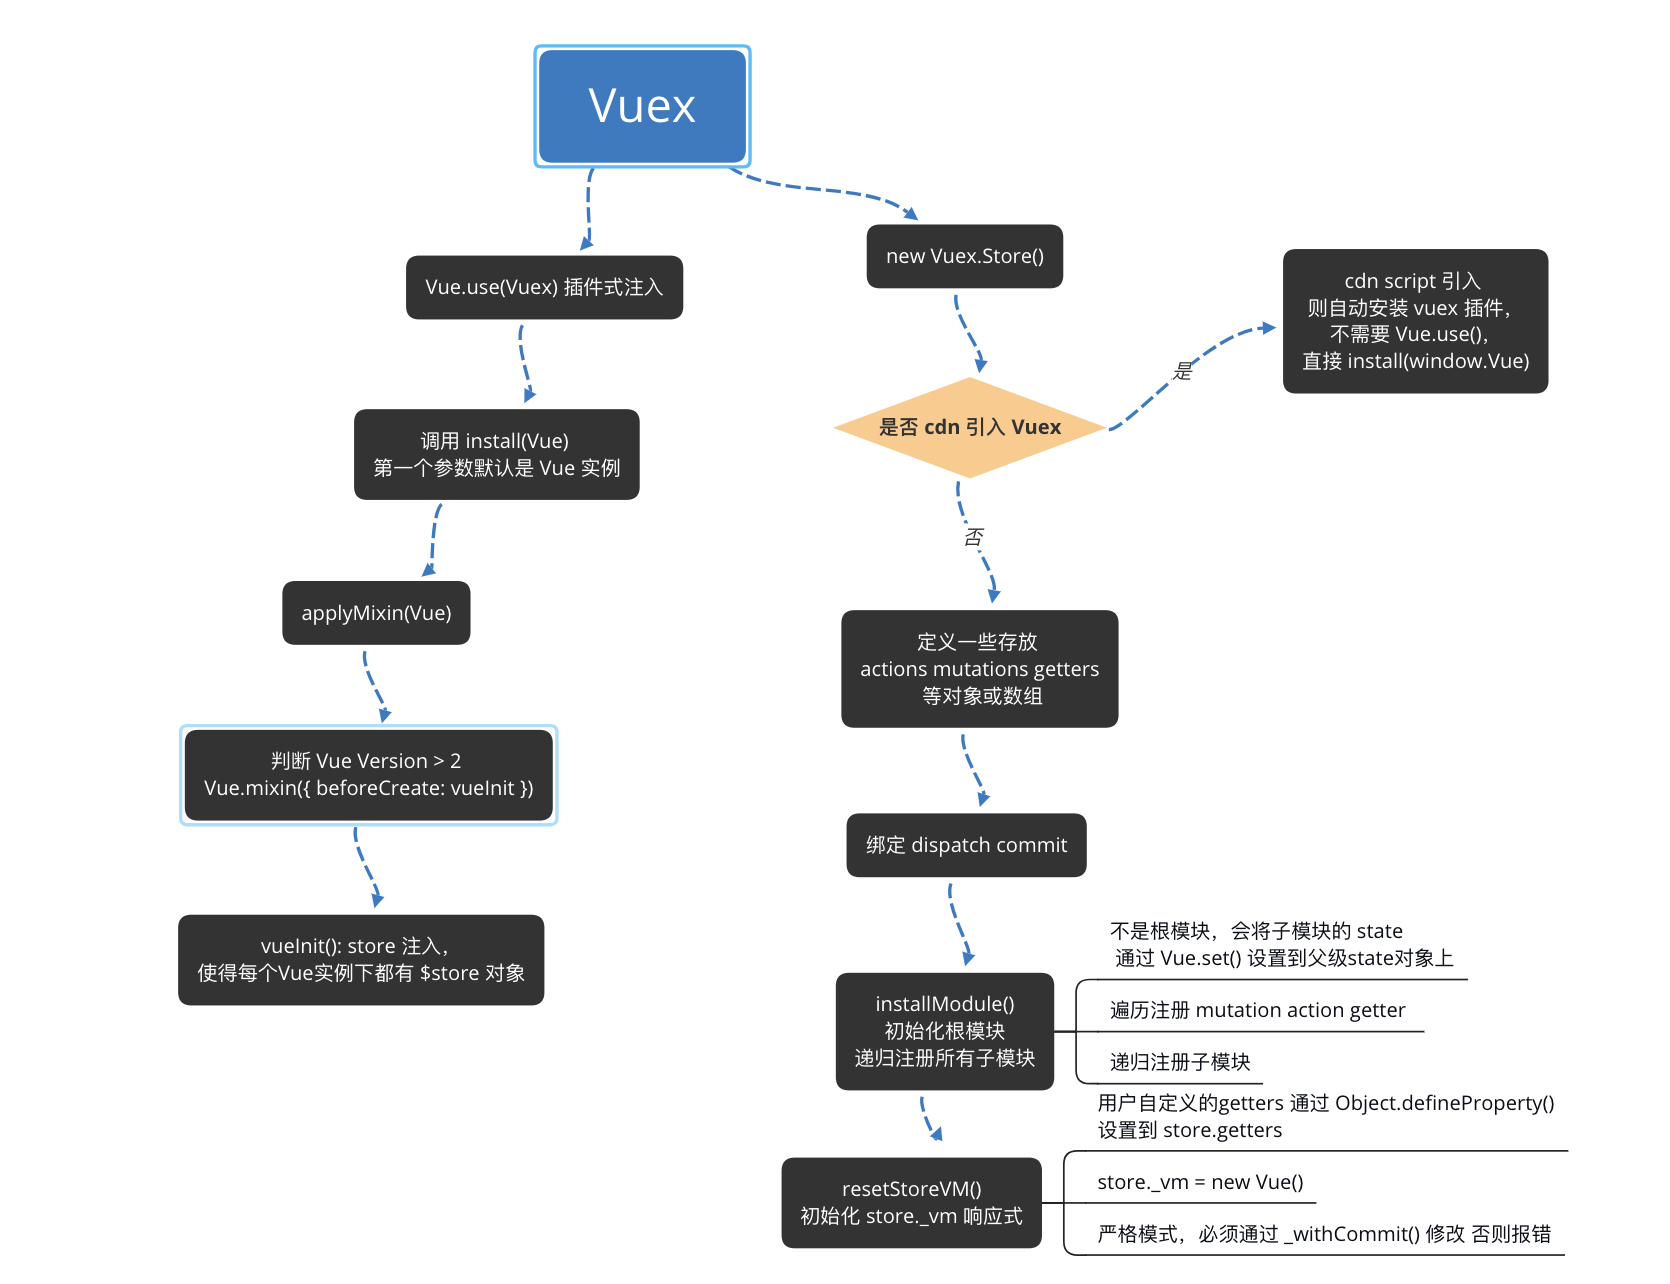 Vuex
Vue.use(Vuex) 插件式注入
调用 install(Vue)
第一个参数默认是 Vue 实例
applyMixin(Vue)
判断 Vue Version > 2
Vue.mixin({ beforeCreate: vueInit })
vueInit(): store 注入，
使得每个Vue实例下都有 $store 对象
new Vuex.Store()
是否 cdn 引入 Vuex
是
cdn script 引入
则自动安装 vuex 插件，
不需要 Vue.use()，
直接 install(window.Vue)
否
定义一些存放
actions mutations getters
等对象或数组
绑定 dispatch commit
installModule()
初始化根模块
递归注册所有子模块
不是根模块，会将子模块的 state
通过 Vue.set() 设置到父级state对象上
遍历注册 mutation action getter
递归注册子模块
resetStoreVM()
初始化 store._vm 响应式
用户自定义的getters 通过 Object.defineProperty()
设置到 store.getters
store._vm = new Vue()
严格模式，必须通过 _withCommit() 修改 否则报错